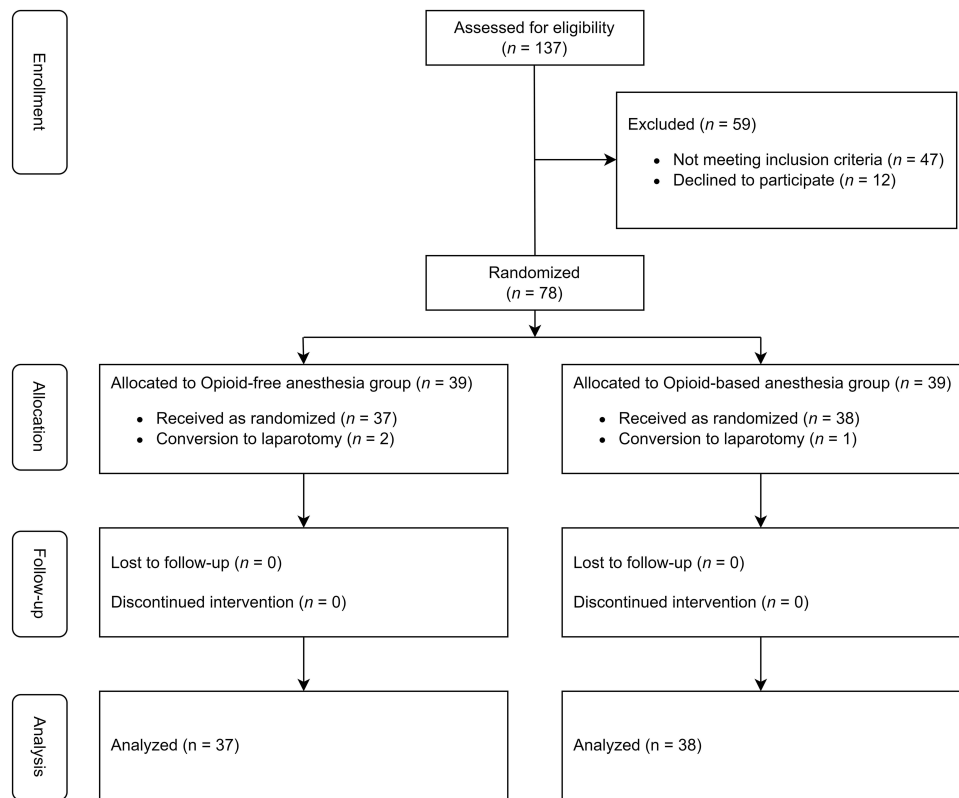 Enrollment
Assessed for eligibility
(n = 137)
Excluded (n = 59)
• Not meeting inclusion criteria (n = 47)
• Declined to participate (n = 12)
Randomized
(n = 78)
Allocation
Allocated to Opioid-free anesthesia group (n = 39)
• Received as randomized (n = 37)
• Conversion to laparotomy (n = 2)
Allocated to Opioid-based anesthesia group (n = 39)
• Received as randomized (n = 38)
• Conversion to laparotomy (n = 1)
Follow-up
Lost to follow-up (n = 0)
Discontinued intervention (n = 0)
Lost to follow-up (n = 0)
Discontinued intervention (n = 0)
Analysis
Analyzed (n = 37)
Analyzed (n = 38)